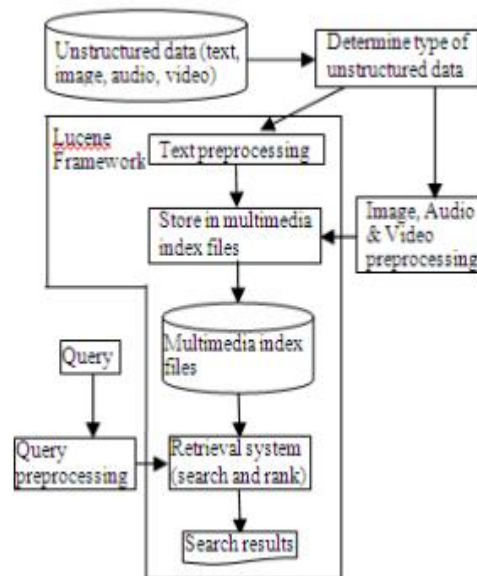 Unstructured data (text,
image, audio, video)
Determine type of
unstructured data
Lucene
Framework
Text preprocessing
Store in multimedia
index files
Image, Audio
& Video
preprocessing
Multimedia index
files
Query
Query
preprocessing
Retrieval system
(search and rank)
Search results